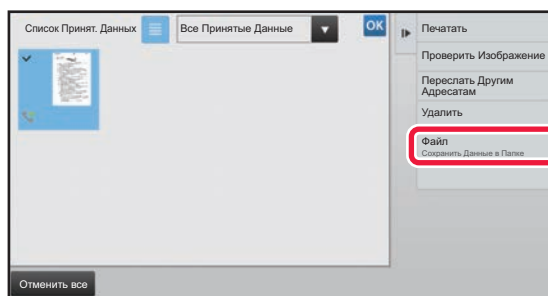 Список Принят. Данных
Все Принятые Данные
OK
Печатать
Проверить Изображение
Переслать Другим
Адресатам
Удалить
Файл
Сохранить Данные в Папке
Отменить все